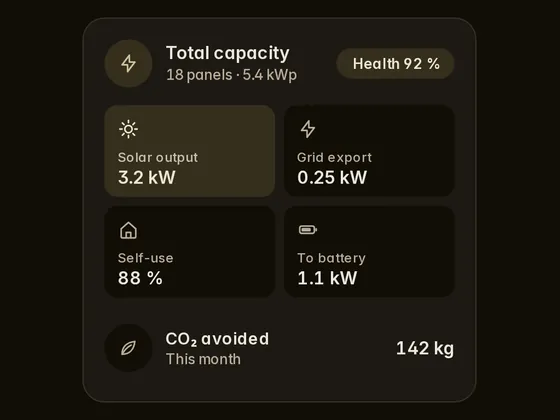 Total capacity
18 panels · 5.4 kWp
Health 92 %
Solar output
3.2 kW
Grid export
0.25 kW
Self-use
88 %
To battery
1.1 kW
CO₂ avoided
This month
142 kg